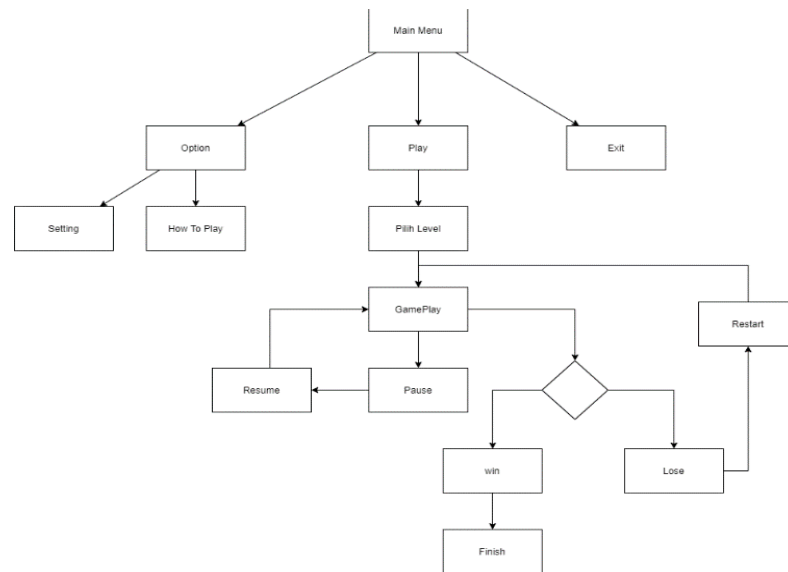 Main Menu
Option
Play
Exit
Setting
How To Play
Pilih Level
GamePlay
Restart
Resume
Pause
win
Lose
Finish